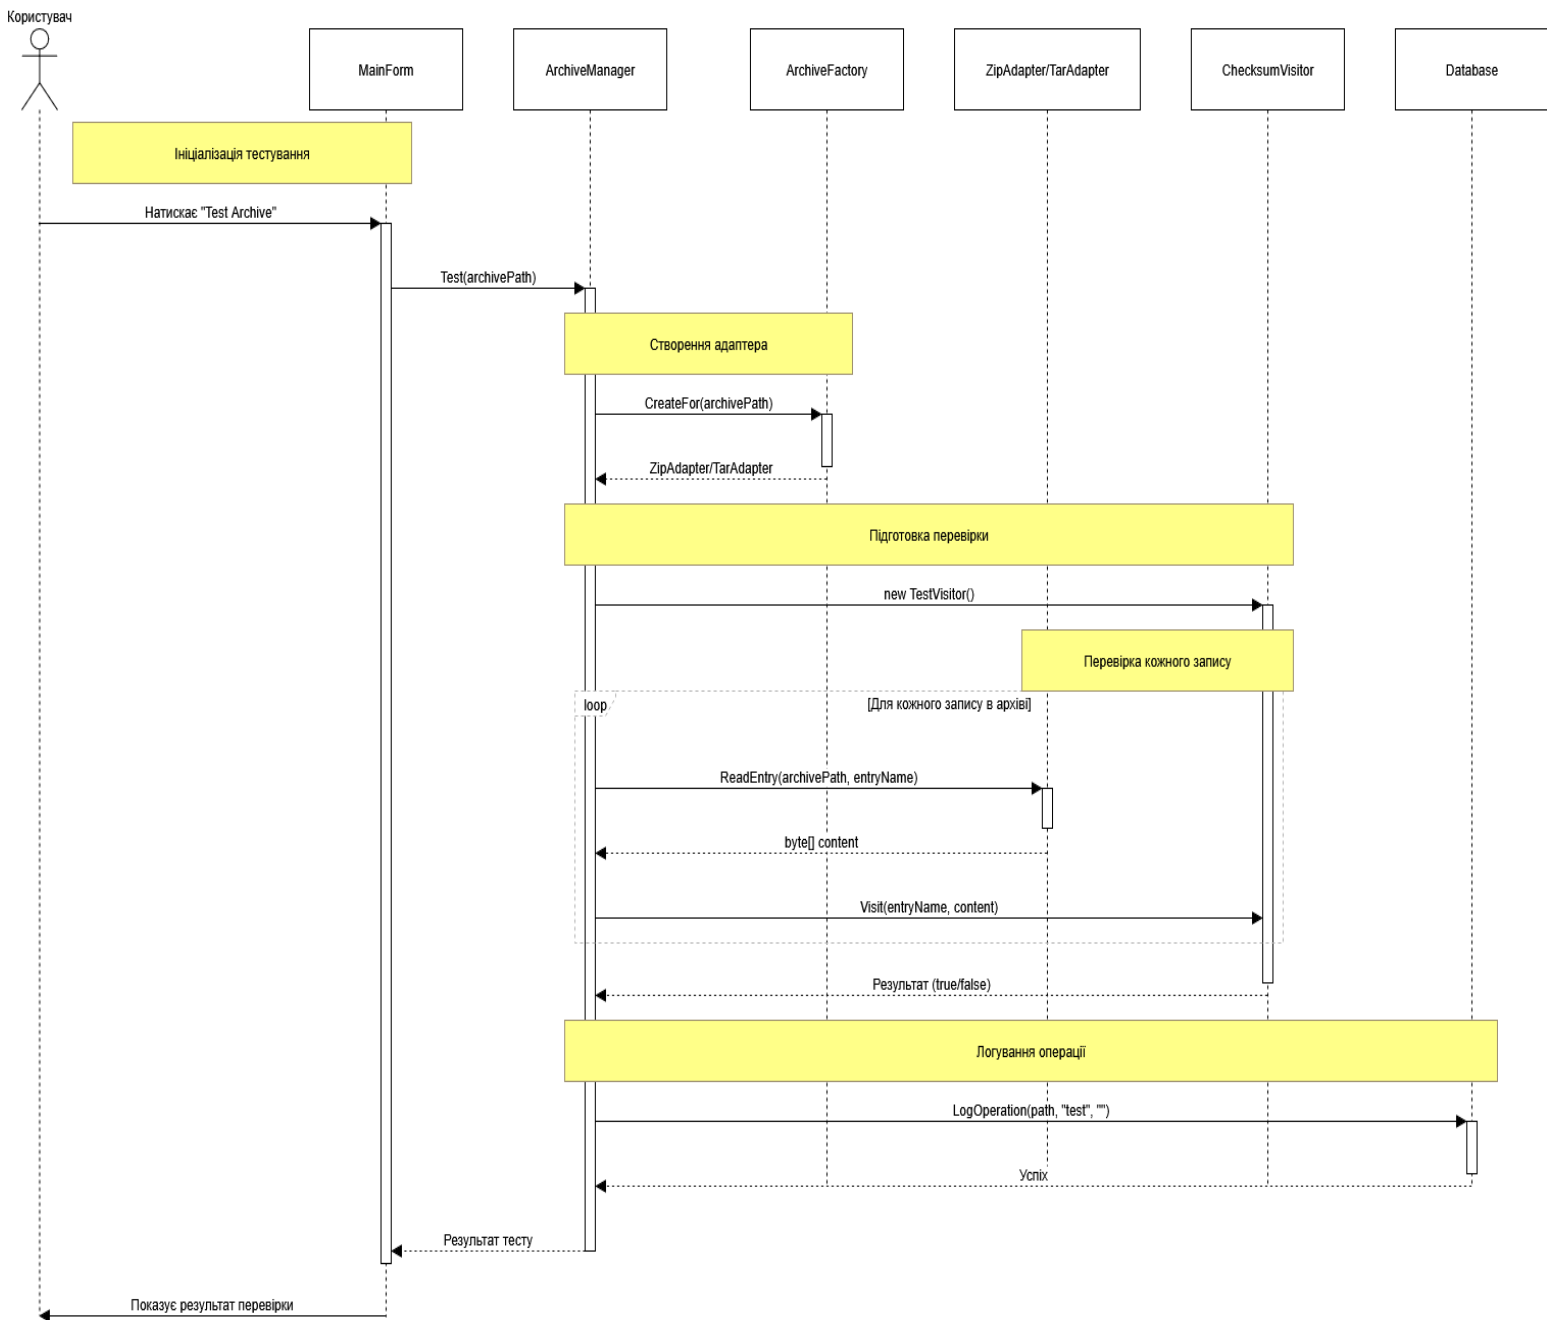 Користувач
MainForm
ArchiveManager
ArchiveFactory
ZipAdapter/TarAdapter
ChecksumVisitor
Database
Ініціалізація тестування
Натискає "Test Archive"
Test(archivePath)
Створення адаптера
CreateFor(archivePath)
ZipAdapter/TarAdapter
Підготовка перевірки
new TestVisitor()
Перевірка кожного запису
loop
[Для кожного запису в архіві]
ReadEntry(archivePath, entryName)
byte[] content
Visit(entryName, content)
Результат (true/false)
Логування операції
LogOperation(path, "test", "")
Успіх
Результат тесту
Показує результат перевірки